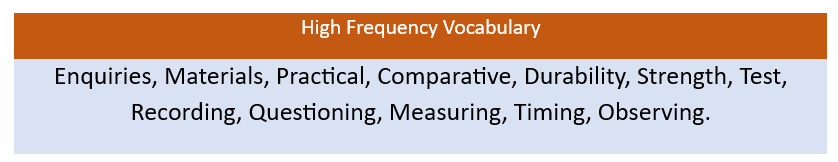 High Frequency Vocabulary
Enquiries, Materials, Practical, Comparative, Durability, Strength, Test,
Recording, Questioning, Measuring, Timing, Observing.